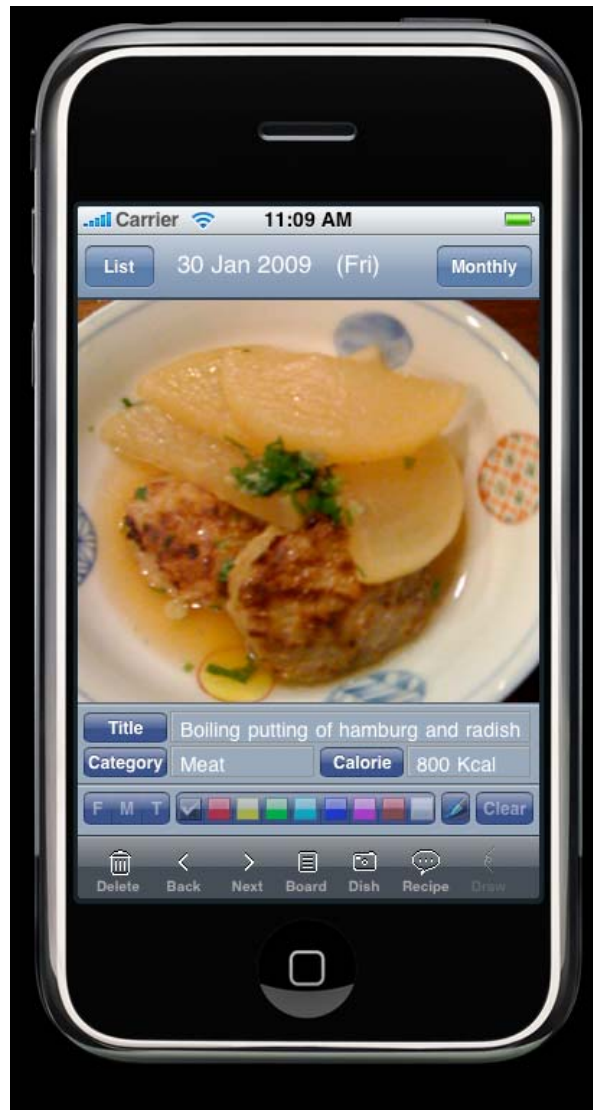 Carrier 11:09 AM
List 30 Jan 2009 (Fri) Monthly
Title Boiling putting of hamburg and radish
Category Meat Calorie 800 Kcal
F M T Clear
Delete Back Next Board Dish Recipe Draw